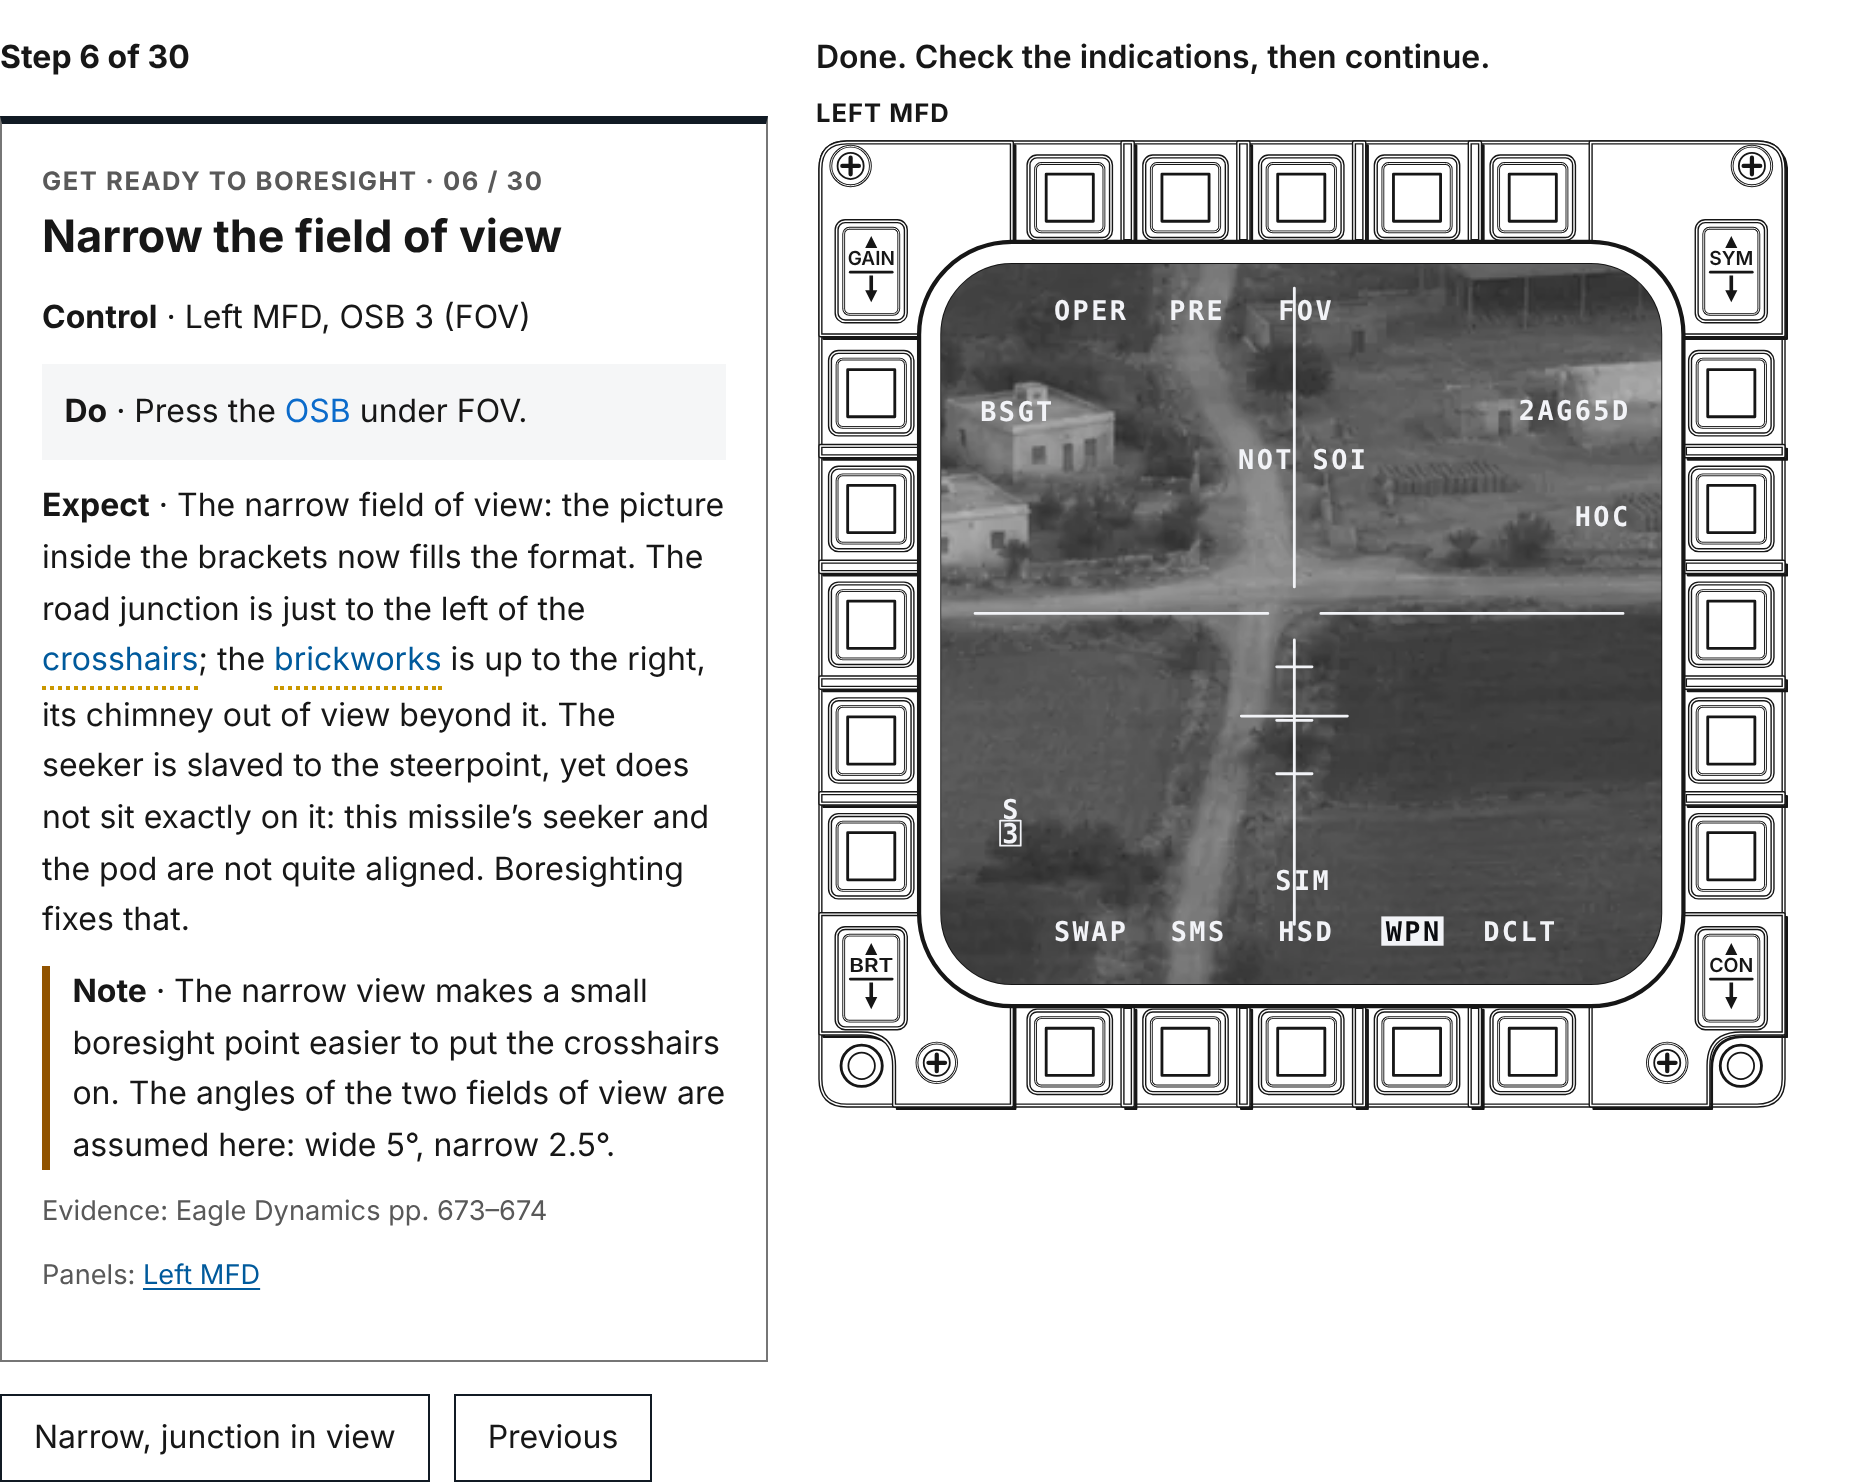 Step 6 of 30
GET READY TO BORESIGHT · 06 / 30
Narrow the field of view
Control · Left MFD, OSB 3 (FOV)
Do · Press the OSB under FOV.
Expect · The narrow field of view: the picture
inside the brackets now fills the format. The
road junction is just to the left of the
crosshairs; the brickworks is up to the right,
its chimney out of view beyond it. The
seeker is slaved to the steerpoint, yet does
not sit exactly on it: this missile’s seeker and
the pod are not quite aligned. Boresighting
fixes that.
Note · The narrow view makes a small
boresight point easier to put the crosshairs
on. The angles of the two fields of view are
assumed here: wide 5°, narrow 2.5°.
Evidence: Eagle Dynamics pp. 673–674
Panels: Left MFD
Narrow, junction in view
Previous
Done. Check the indications, then continue.
LEFT MFD
GAIN
SYM
OPER PRE FOV
BSGT
2AG65D
NOT SOI
HOC
S
3
SIM
SWAP SMS HSD WPN DCLT
BRT
CON